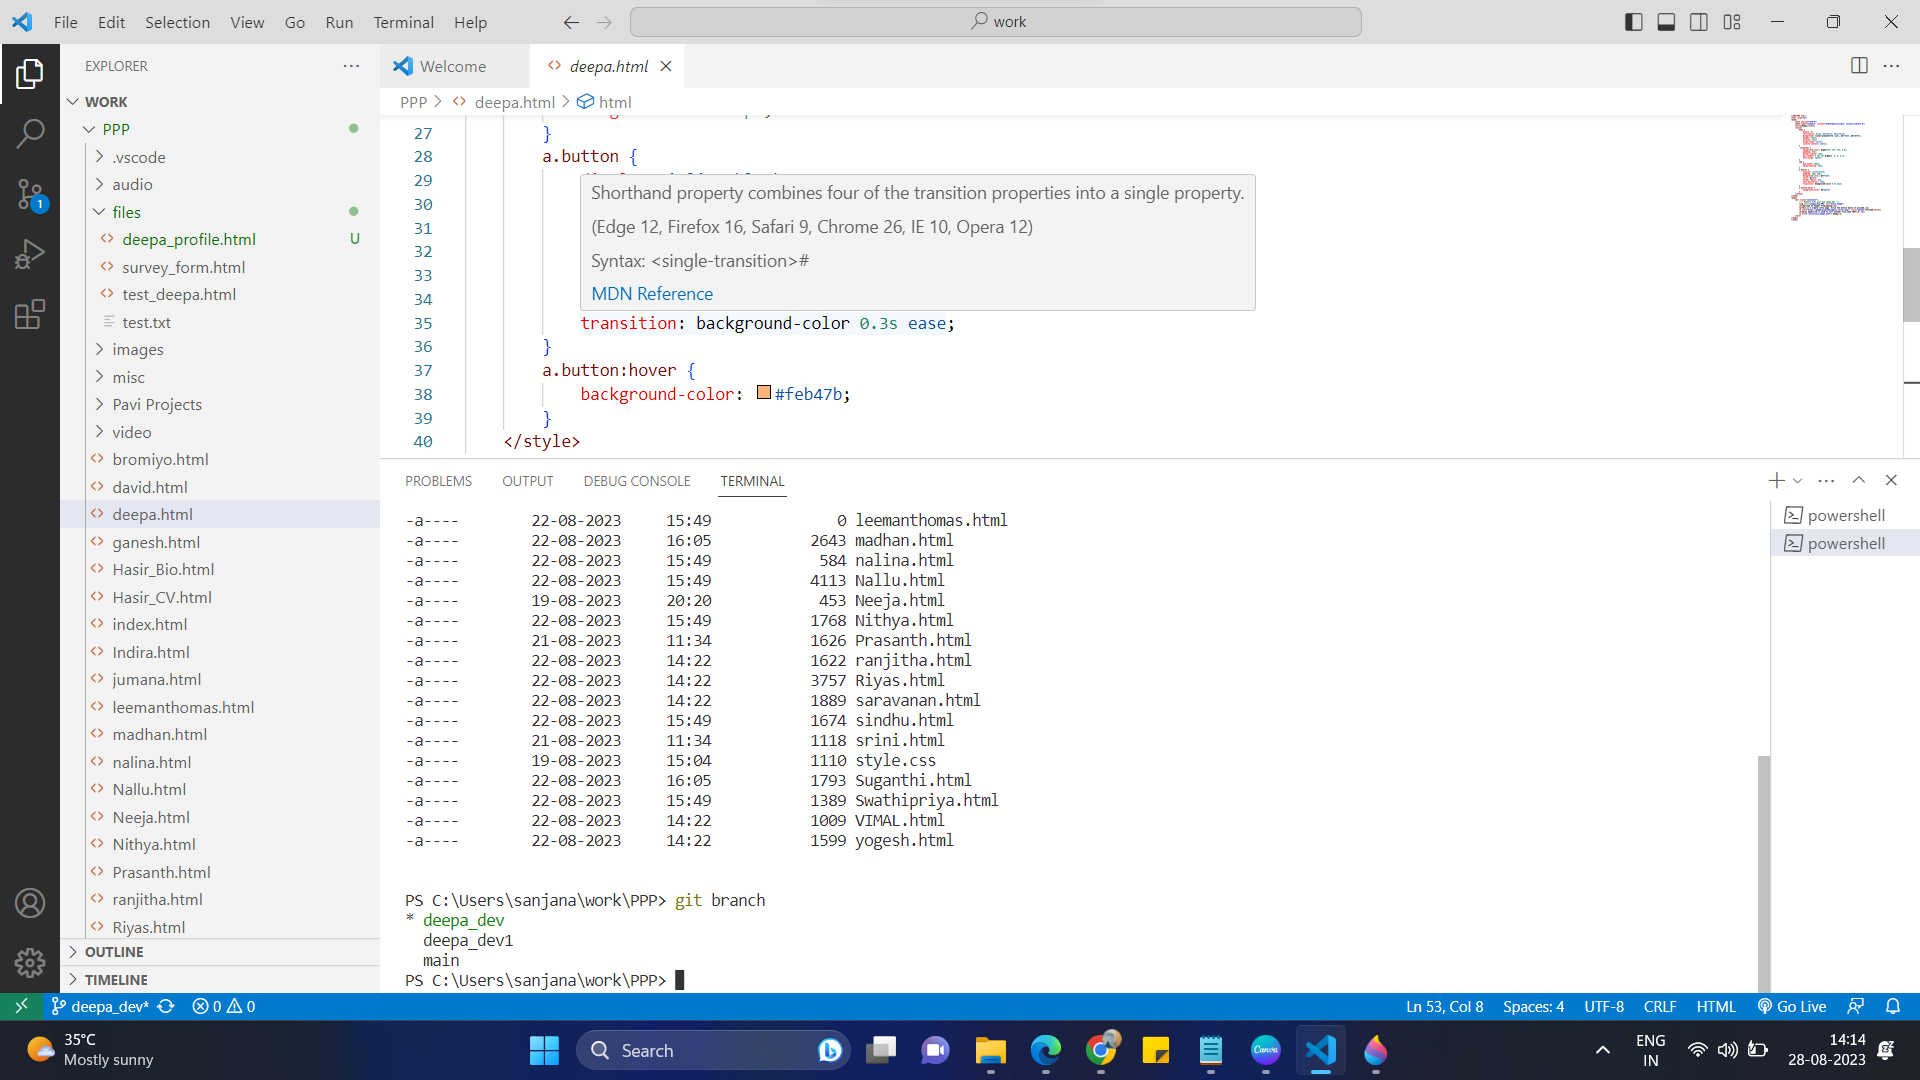 File Edit Selection View Go Run Terminal Help
work
EXPLORER
WORK
PPP
.vscode
audio
files
deepa_profile.html U
survey_form.html
test_deepa.html
test.txt
images
misc
Pavi Projects
video
bromiyo.html
david.html
deepa.html
ganesh.html
Hasir_Bio.html
Hasir_CV.html
index.html
Indira.html
jumana.html
leemanthomas.html
madhan.html
nalina.html
Nallu.html
Neeja.html
Nithya.html
Prasanth.html
ranjitha.html
Riyas.html
OUTLINE
TIMELINE
1
Welcome
deepa.html
PPP > deepa.html > html
27 }
28 a.button {
29
30
31
32
33
34
Shorthand property combines four of the transition properties into a single property.
(Edge 12, Firefox 16, Safari 9, Chrome 26, IE 10, Opera 12)
Syntax: <single-transition>#
MDN Reference
35 transition: background-color 0.3s ease;
36 }
37 a.button:hover {
38 background-color: #feb47b;
39 }
40 </style>
PROBLEMS OUTPUT DEBUG CONSOLE TERMINAL
-a---- 22-08-2023 15:49 0 leemanthomas.html
-a---- 22-08-2023 16:05 2643 madhan.html
-a---- 22-08-2023 15:49 584 nalina.html
-a---- 22-08-2023 15:49 4113 Nallu.html
-a---- 19-08-2023 20:20 453 Neeja.html
-a---- 22-08-2023 15:49 1768 Nithya.html
-a---- 21-08-2023 11:34 1626 Prasanth.html
-a---- 22-08-2023 14:22 1622 ranjitha.html
-a---- 22-08-2023 14:22 3757 Riyas.html
-a---- 22-08-2023 14:22 1889 saravanan.html
-a---- 22-08-2023 15:49 1674 sindhu.html
-a---- 21-08-2023 11:34 1118 srini.html
-a---- 19-08-2023 15:04 1110 style.css
-a---- 22-08-2023 16:05 1793 Suganthi.html
-a---- 22-08-2023 15:49 1389 Swathipriya.html
-a---- 22-08-2023 14:22 1009 VIMAL.html
-a---- 22-08-2023 14:22 1599 yogesh.html
PS C:\Users\sanjana\work\PPP> git branch
* deepa_dev
deepa_dev1
main
PS C:\Users\sanjana\work\PPP>
powershell
powershell
deepa_dev* 0 0 Ln 53, Col 8 Spaces: 4 UTF-8 CRLF HTML Go Live
35°C
Mostly sunny
Search
Canva
ENG
IN
14:14
28-08-2023